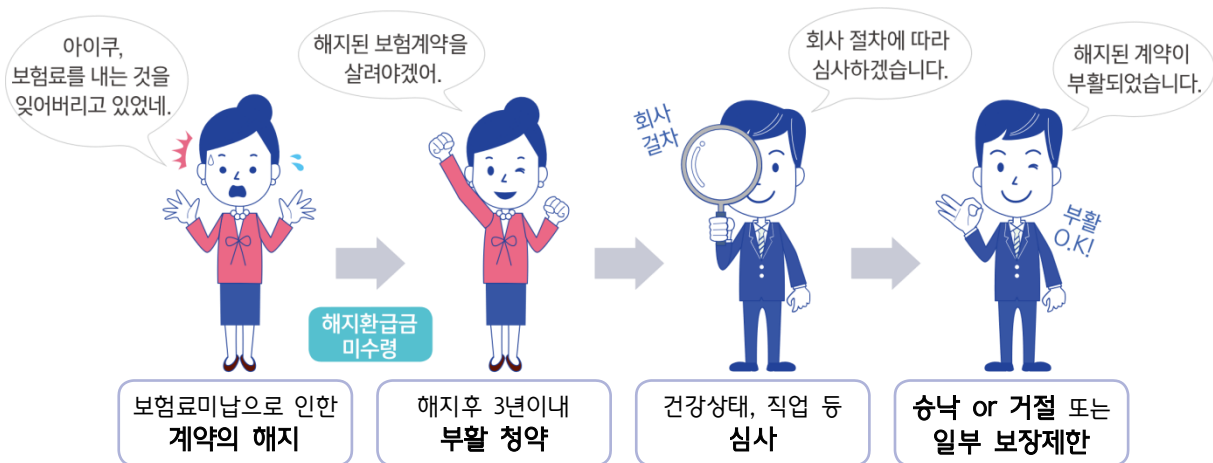 아이쿠,
보험료를 내는 것을
잊어버리고 있었네.
해지된 보험계약을
살려야겠어.
회사 절차에 따라
심사하겠습니다.
해지된 계약이
부활되었습니다.
회사
절차
부활
O.K!
해지환급금
미수령
보험료미납으로 인한
계약의 해지
해지후 3년이내
부활 청약
건강상태, 직업 등
심사
승낙 or 거절 또는
일부 보장제한